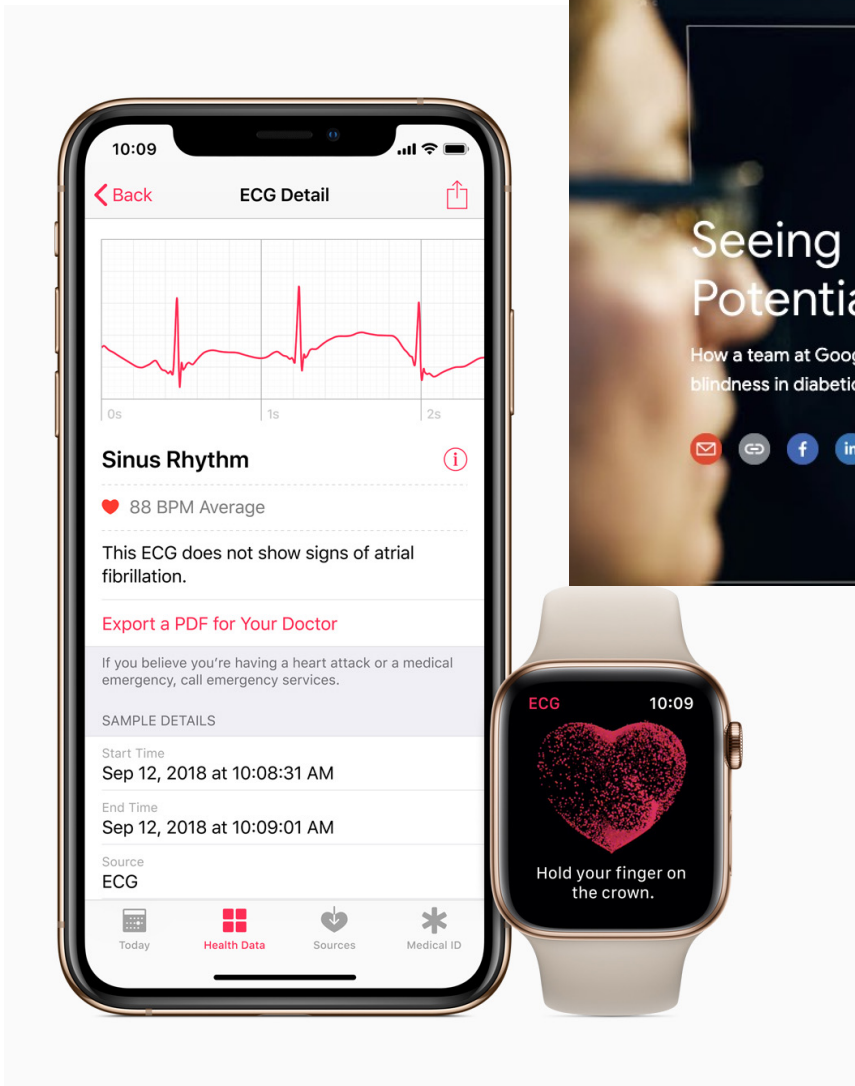 10:09
Back
ECG Detail
0s
1s
2s
Sinus Rhythm
88 BPM Average
This ECG does not show signs of atrial
fibrillation.
Export a PDF for Your Doctor
If you believe you're having a heart attack or a medical
emergency, call emergency services.
SAMPLE DETAILS
Start Time
Sep 12, 2018 at 10:08:31 AM
End Time
Sep 12, 2018 at 10:09:01 AM
Source
ECG
Today
Health Data
Sources
Medical ID
Seeing
Potentia
How a team at Goog
blindness in diabetic
f
in
ECG
10:09
Hold your finger on
the crown.